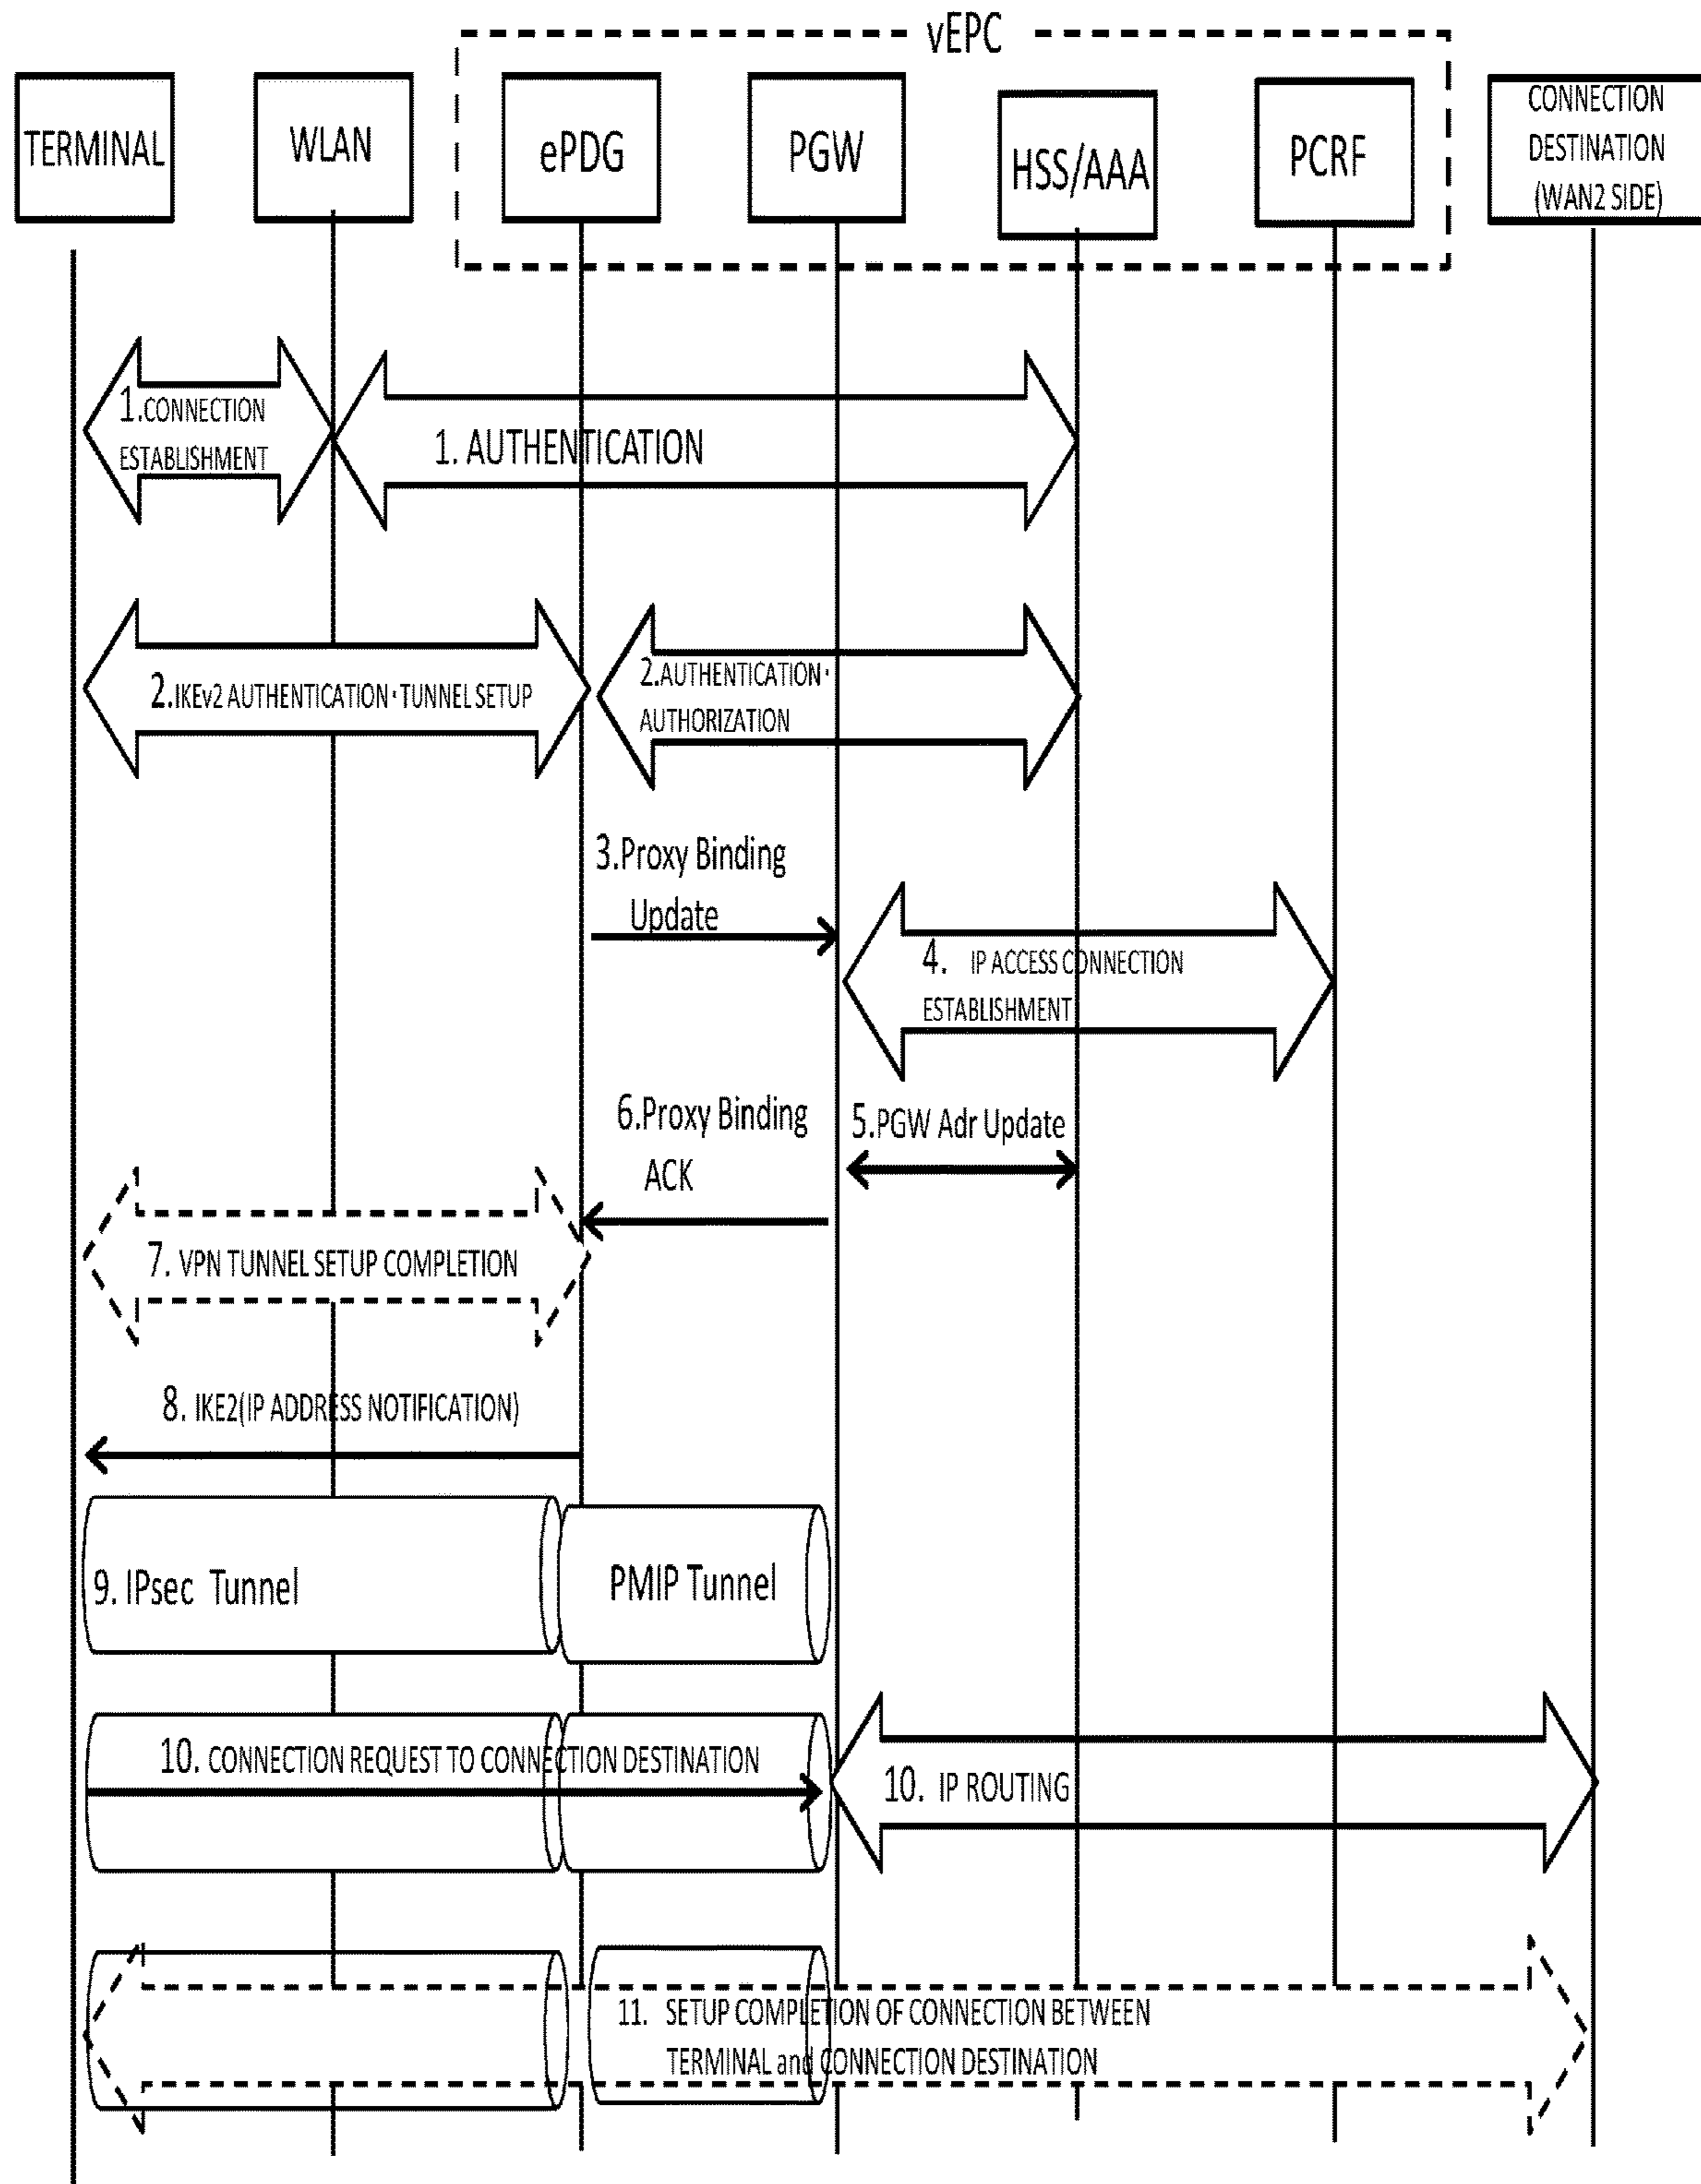 vEPC
TERMINAL
WLAN
ePDG
PGW
HSS/AAA
PCRF
CONNECTION
DESTINATION
(WAN2 SIDE)
1.CONNECTION
ESTABLISHMENT
1. AUTHENTICATION
2.IKEv2 AUTHENTICATION・TUNNEL SETUP
2.AUTHENTICATION・
AUTHORIZATION
3.Proxy Binding
Update
4. IP ACCESS CONNECTION
ESTABLISHMENT
6.Proxy Binding
ACK
5.PGW Adr Update
7. VPN TUNNEL SETUP COMPLETION
8. IKE2(IP ADDRESS NOTIFICATION)
9. IPsec Tunnel
PMIP Tunnel
10. CONNECTION REQUEST TO CONNECTION DESTINATION
10. IP ROUTING
11. SETUP COMPLETION OF CONNECTION BETWEEN
TERMINAL and CONNECTION DESTINATION